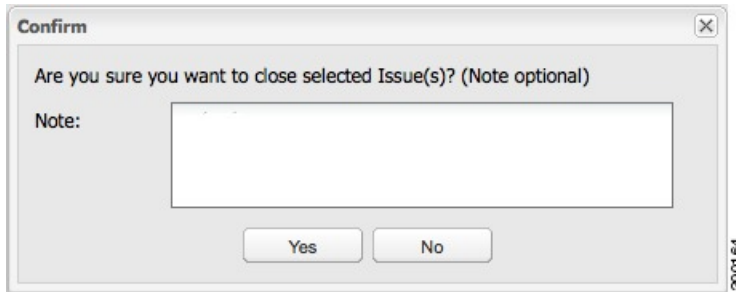 Confirm
Are you sure you want to close selected Issue(s)? (Note optional)
Note:
Yes
No